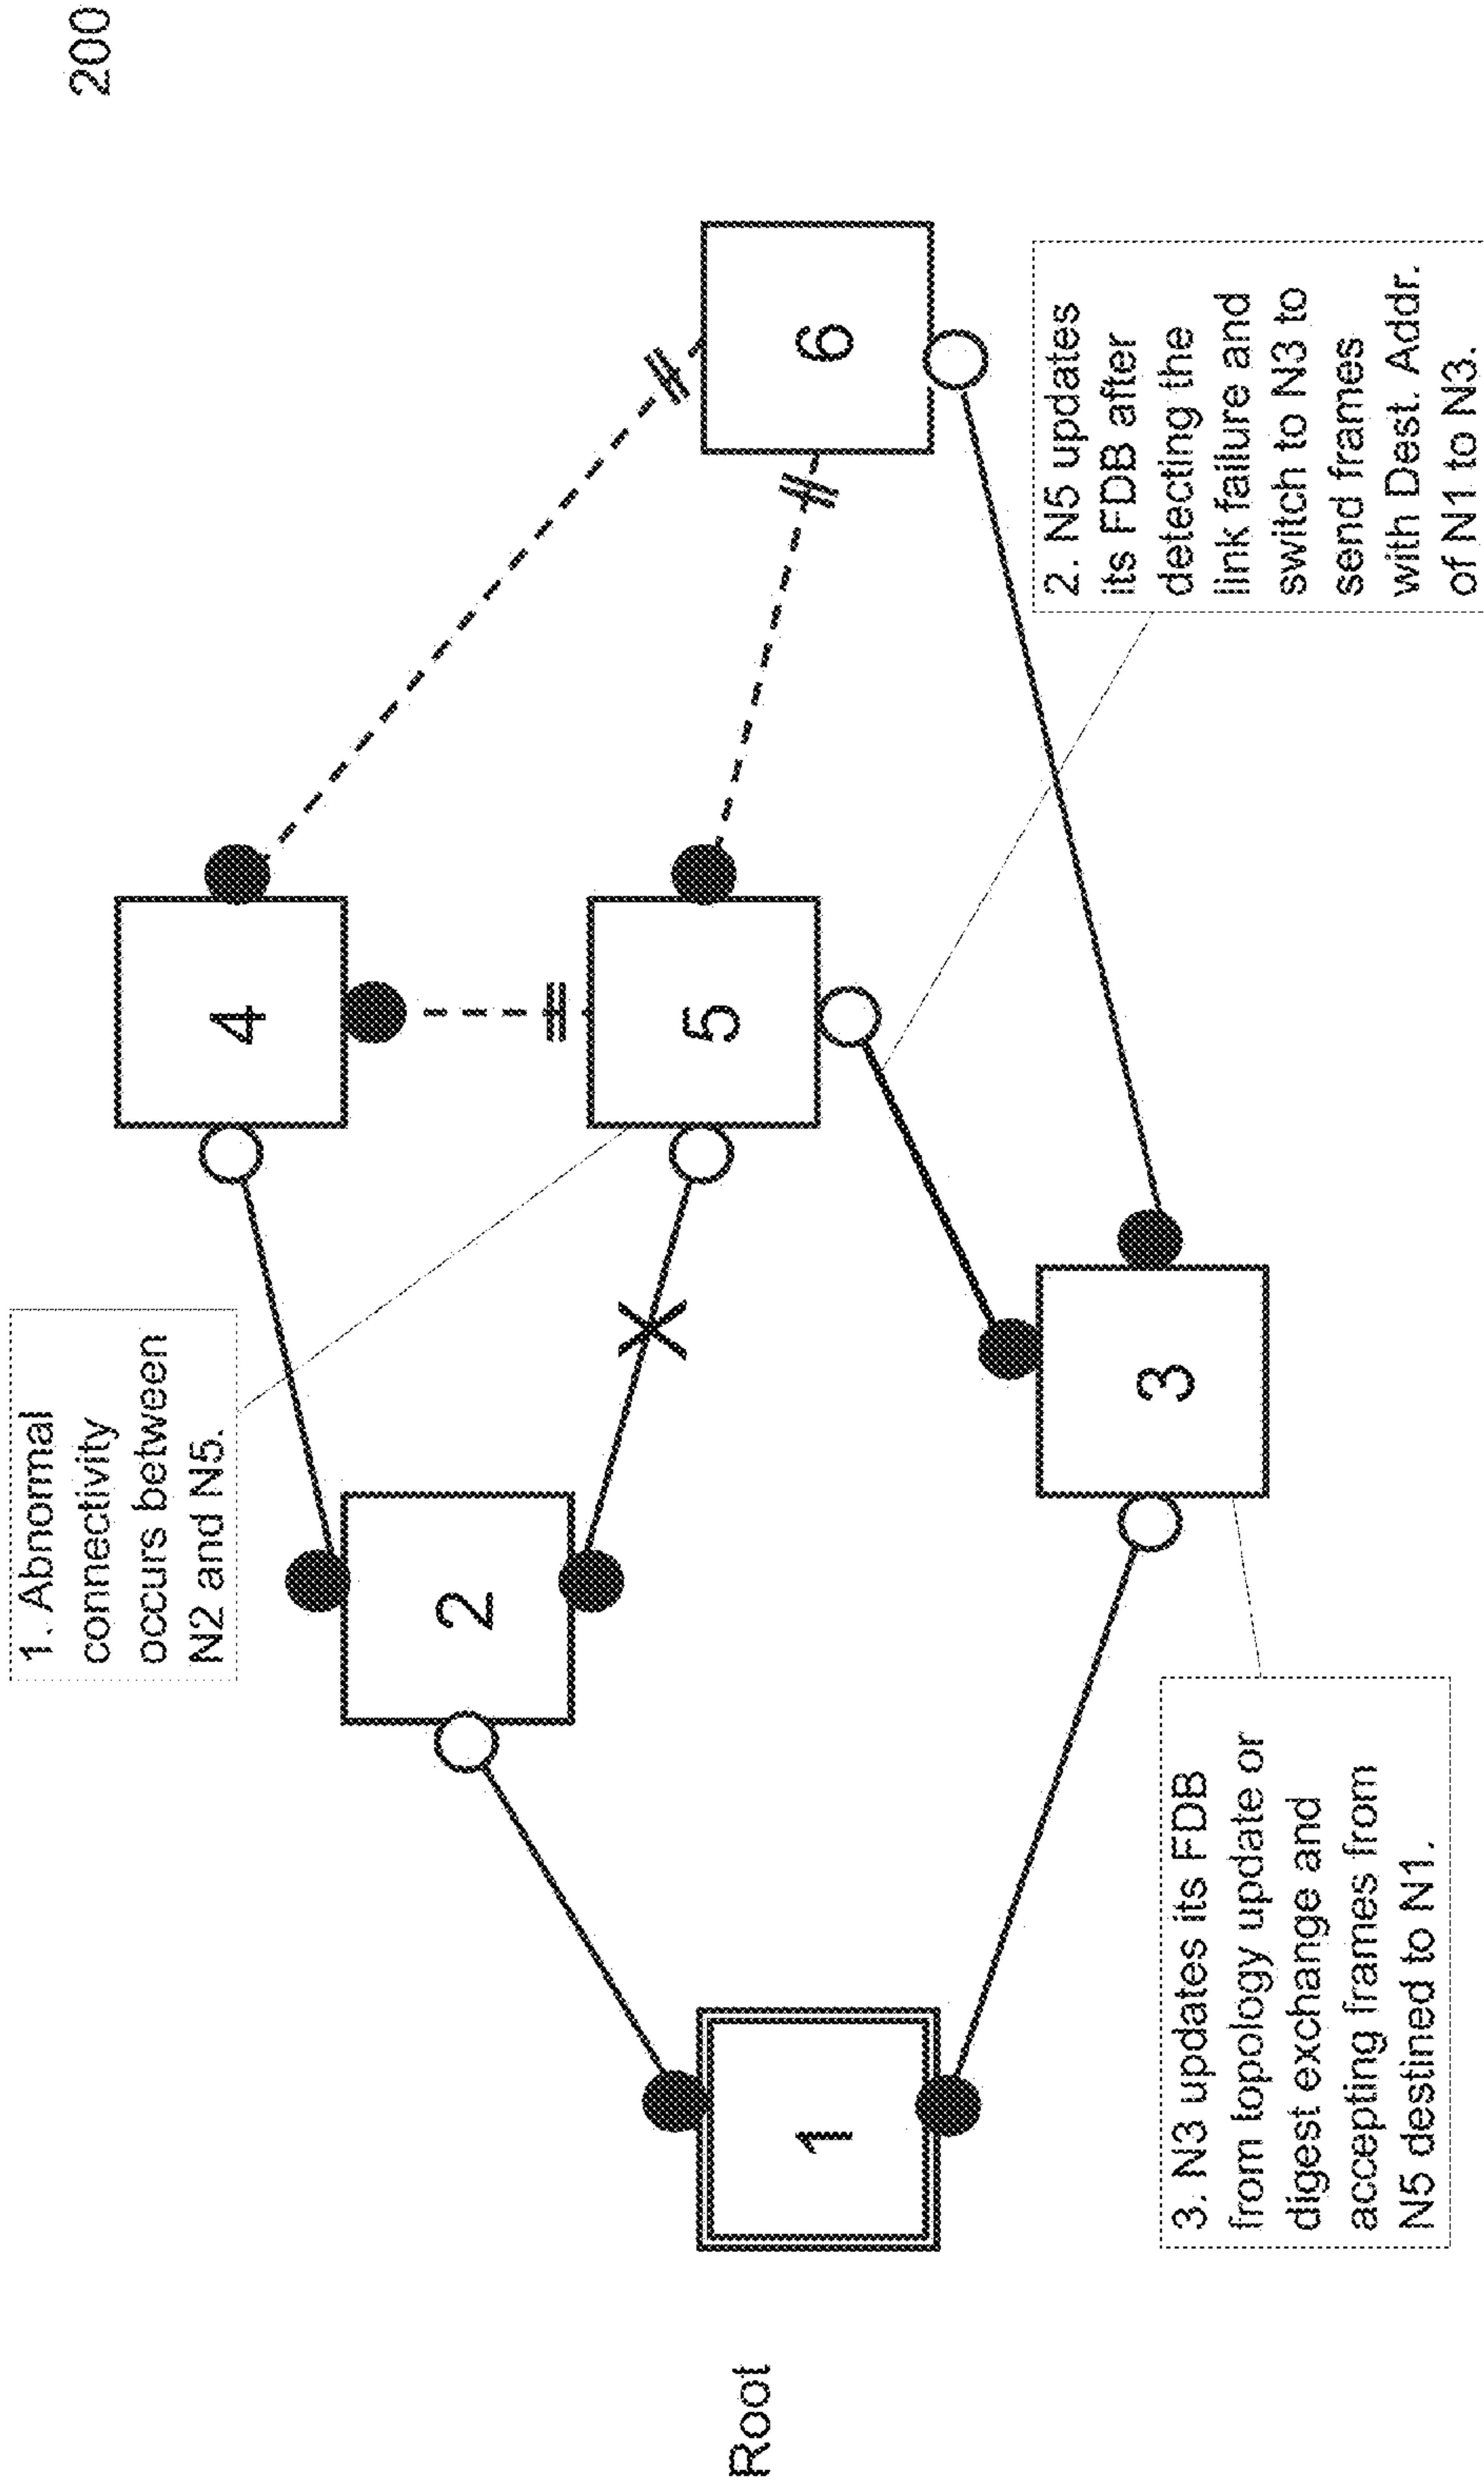 200
1. Abnormal
connectivity
occurs between
N2 and N5.
4
2
5
6
1
3
Root
2. N5 updates
its FDB after
detecting the
link failure and
switch to N3 to
send frames
with Dest. Addr.
of N1 to N3.
3. N3 updates its FDB
from lopology update or
digest exchange and
accepting frames from
N5 destined to N1.